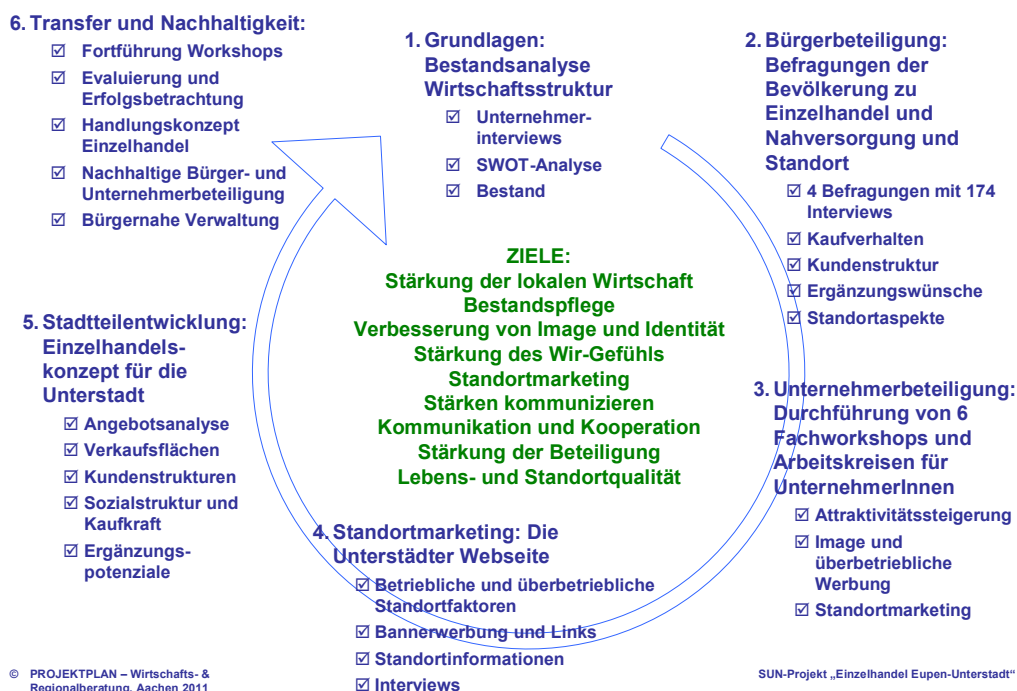 1. Grundlagen:
Bestandsanalyse
Wirtschaftsstruktur
☑ Unternehmer-
interviews
☑ SWOT-Analyse
☑ Bestand
2. Bürgerbeteiligung:
Befragungen der
Bevölkerung zu
Einzelhandel und
Nahversorgung und
Standort
☑ 4 Befragungen mit 174
Interviews
☑ Kaufverhalten
☑ Kundenstruktur
☑ Ergänzungswünsche
☑ Standortaspekte
3. Unternehmerbeteiligung:
Durchführung von 6
Fachworkshops und
Arbeitskreisen für
UnternehmerInnen
☑ Attraktivitätssteigerung
☑ Image und
überbetriebliche
Werbung
☑ Standortmarketing
4. Standortmarketing: Die
Unterstädter Webseite
☑ Betriebliche und überbetriebliche
Standortfaktoren
☑ Bannerwerbung und Links
☑ Standortinformationen
☑ Interviews
5. Stadtteilentwicklung:
Einzelhandels-
konzept für die
Unterstadt
☑ Angebotsanalyse
☑ Verkaufsflächen
☑ Kundenstrukturen
☑ Sozialstruktur und
Kaufkraft
☑ Ergänzungs-
potenziale
6. Transfer und Nachhaltigkeit:
☑ Fortführung Workshops
☑ Evaluierung und
Erfolgsbetrachtung
☑ Handlungskonzept
Einzelhandel
☑ Nachhaltige Bürger- und
Unternehmerbeteiligung
☑ Bürgernahe Verwaltung
ZIELE:
Stärkung der lokalen Wirtschaft
Bestandspflege
Verbesserung von Image und Identität
Stärkung des Wir-Gefühls
Standortmarketing
Stärken kommunizieren
Kommunikation und Kooperation
Stärkung der Beteiligung
Lebens- und Standortqualität
© PROJEKTPLAN – Wirtschafts- &
Regionalberatung, Aachen 2011
SUN-Projekt „Einzelhandel Eupen-Unterstadt"